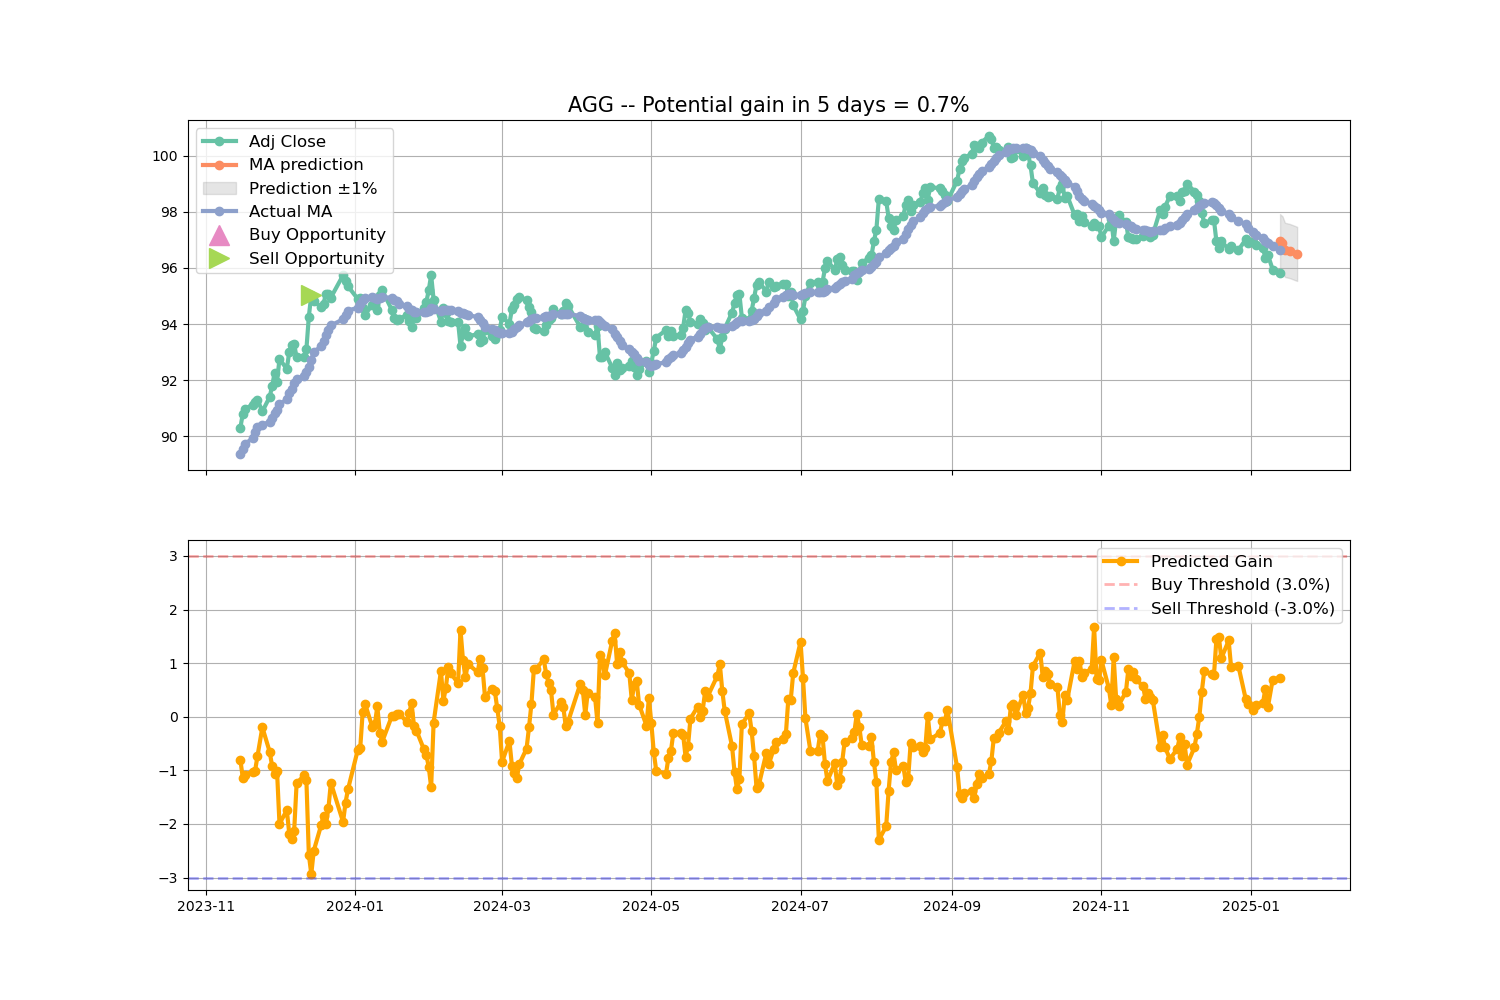 AGG -- Potential gain in 5 days = 0.7%
Adj Close
MA prediction
Prediction ±1%
Actual MA
Buy Opportunity
Sell Opportunity
100
98
96
94
92
90
Predicted Gain
Buy Threshold (3.0%)
Sell Threshold (-3.0%)
3
2
1
0
−1
−2
−3
2023-11
2024-01
2024-03
2024-05
2024-07
2024-09
2024-11
2025-01